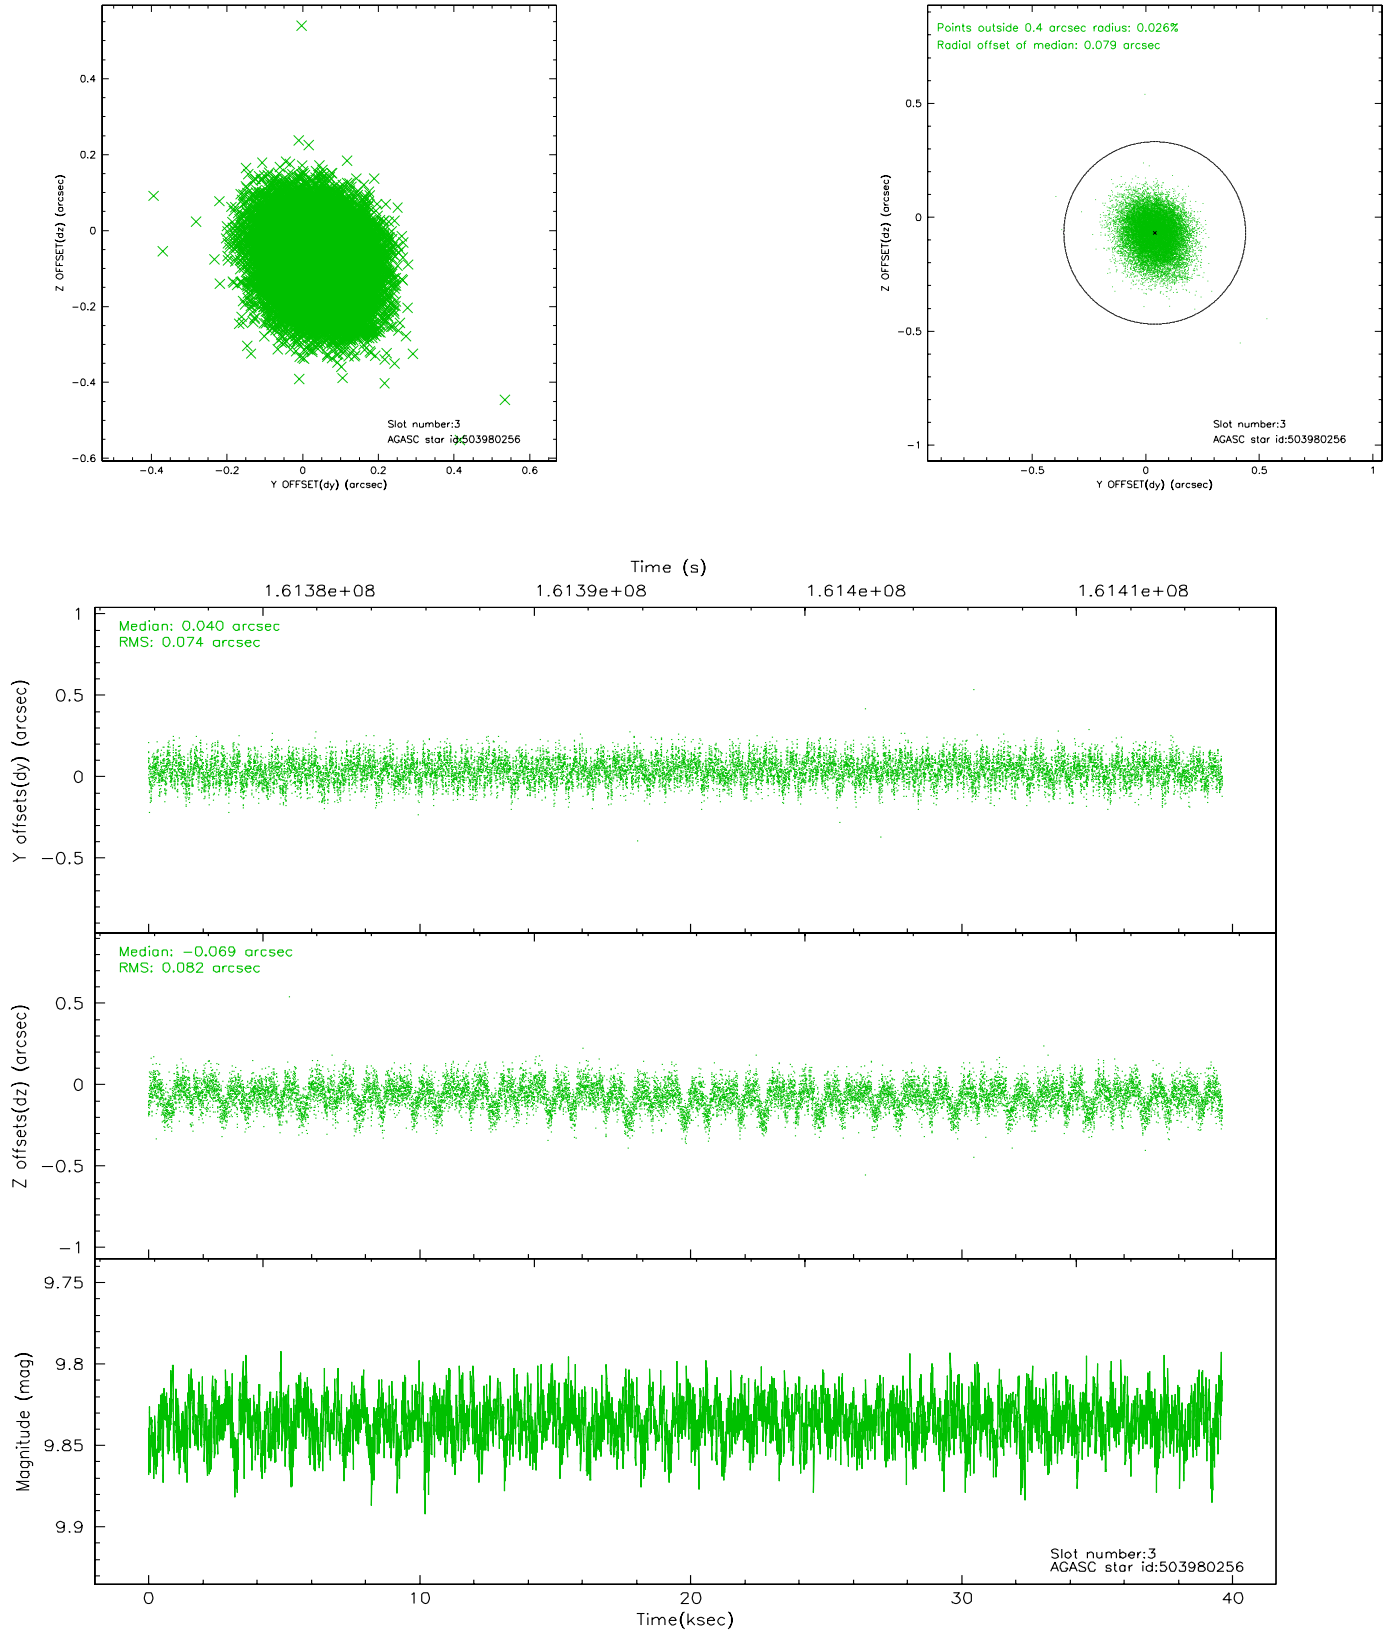 0.4
0.2
0
−0.2
−0.4
−0.6
−0.4
−0.2
0
0.2
0.4
0.6
Z OFFSET(dz) (arcsec)
Y OFFSET(dy) (arcsec)
Slot number:3
AGASC star id:503980256
Points outside 0.4 arcsec radius: 0.026%
Radial offset of median: 0.079 arcsec
0.5
0
−0.5
−1
−0.5
0
0.5
1
Z OFFSET(dz) (arcsec)
Y OFFSET(dy) (arcsec)
Slot number:3
AGASC star id:503980256
Time (s)
1.6138e+08
1.6139e+08
1.614e+08
1.6141e+08
Median: 0.040 arcsec
RMS: 0.074 arcsec
1
0.5
0
−0.5
Y offsets(dy) (arcsec)
Median: −0.069 arcsec
RMS: 0.082 arcsec
0.5
0
−0.5
−1
Z offsets(dz) (arcsec)
9.75
9.8
9.85
9.9
Magnitude (mag)
Slot number:3
AGASC star id:503980256
0
10
20
30
40
Time(ksec)